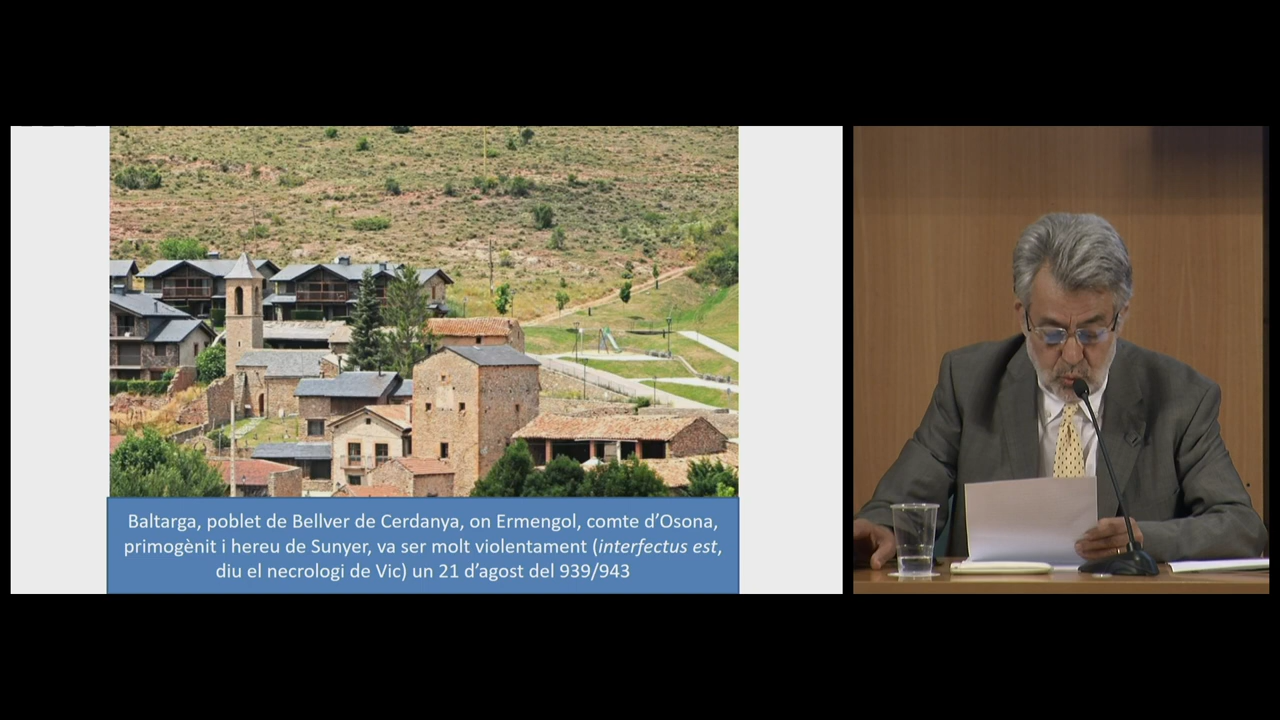 Baltarga, poblet de Bellver de Cerdanya, on Ermengol, comte d’Osona,
primogènit i hereu de Sunyer, va ser molt violentament (interfectus est,
diu el necrologi de Vic) un 21 d’agost del 939/943